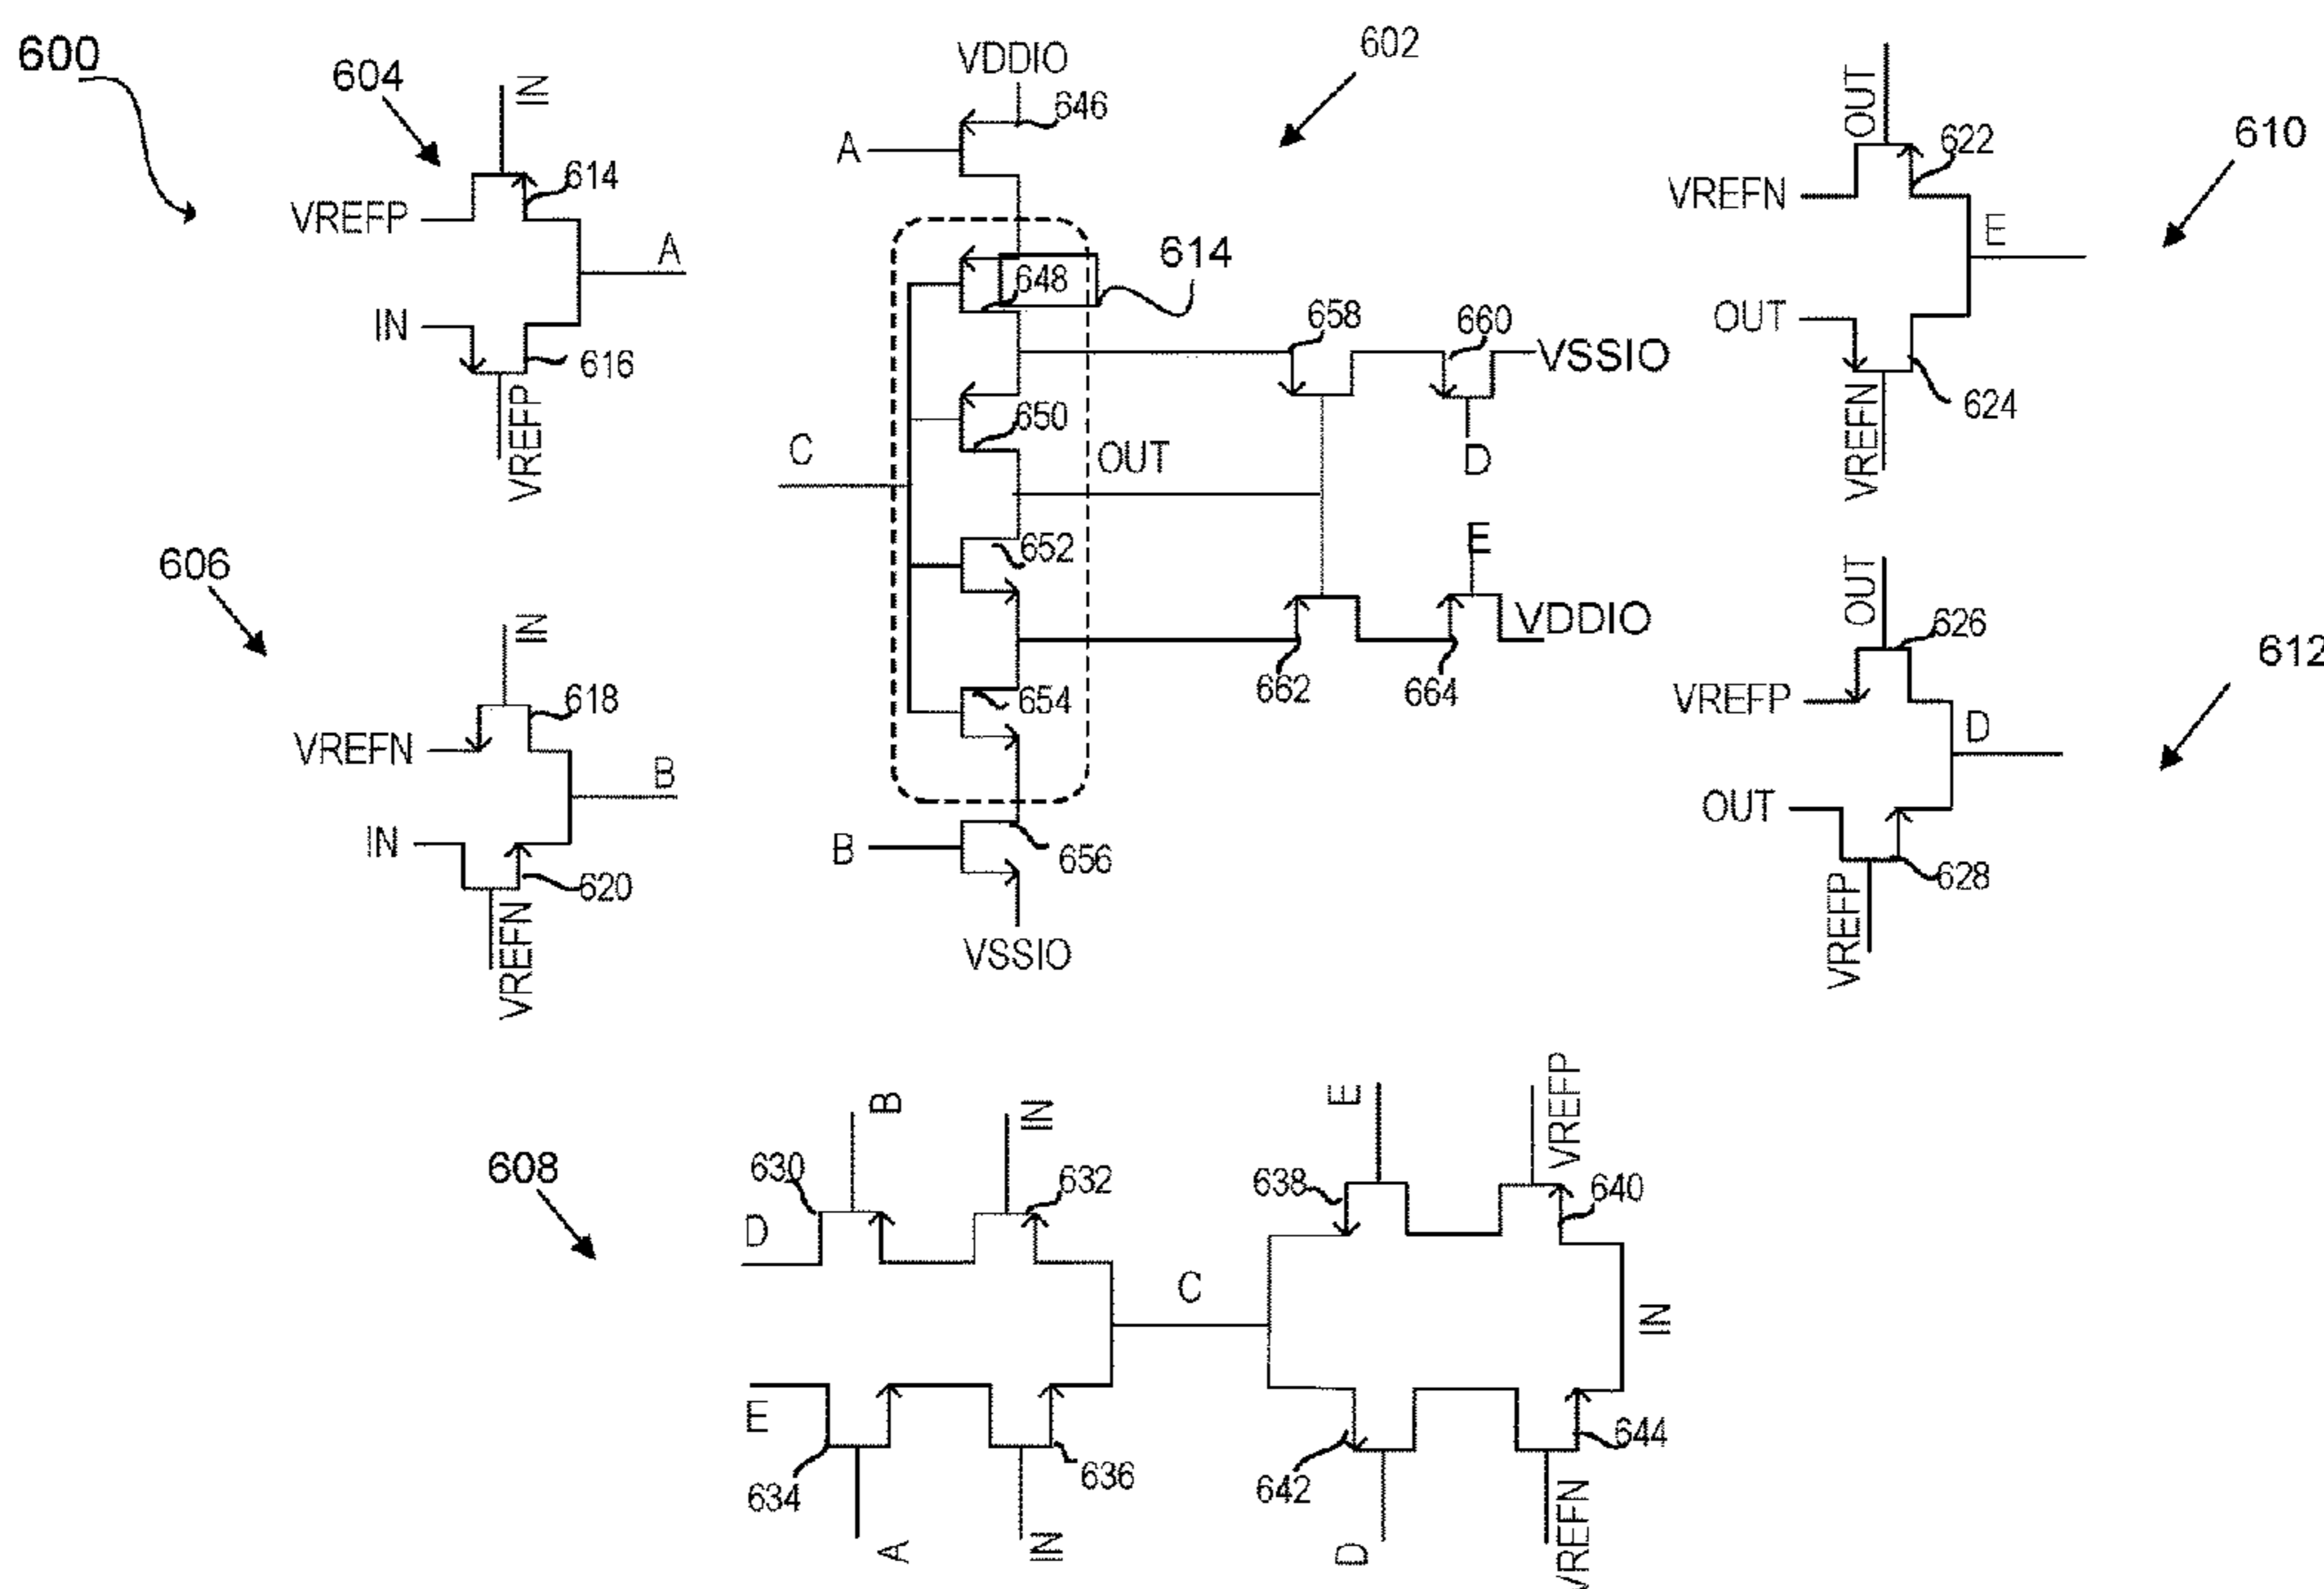 600
604
IN
614
VREFP
A
IN
616
VREFP
VDDIO
602
646
A
648
614
658
660
VSSIO
650
C
OUT
D
652
E
VDDIO
654
662
664
B
656
VSSIO
OUT
622
610
VREFN
E
OUT
624
VREFN
606
IN
618
VREFN
B
IN
620
VREFN
OUT
626
612
VREFP
D
OUT
628
VREFP
608
B
IN
E
VREFP
630
632
638
640
D
C
IN
E
634
636
642
644
A
IN
D
VREFN